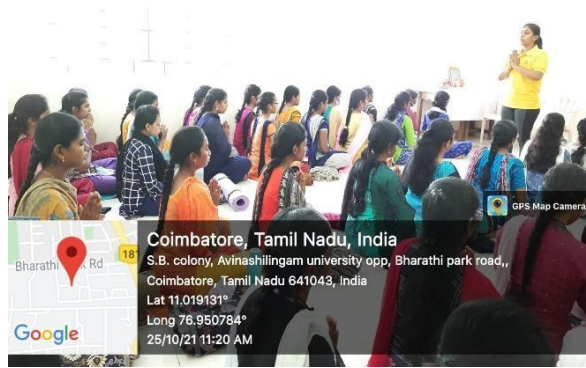 GPS Map Camera
Bharathi
k Rd
181
Google
Coimbatore, Tamil Nadu, India
S.B. colony, Avinashilingam university opp, Bharathi park road,,
Coimbatore, Tamil Nadu 641043, India
Lat 11.019131°
Long 76.950784°
25/10/21 11:20 AM